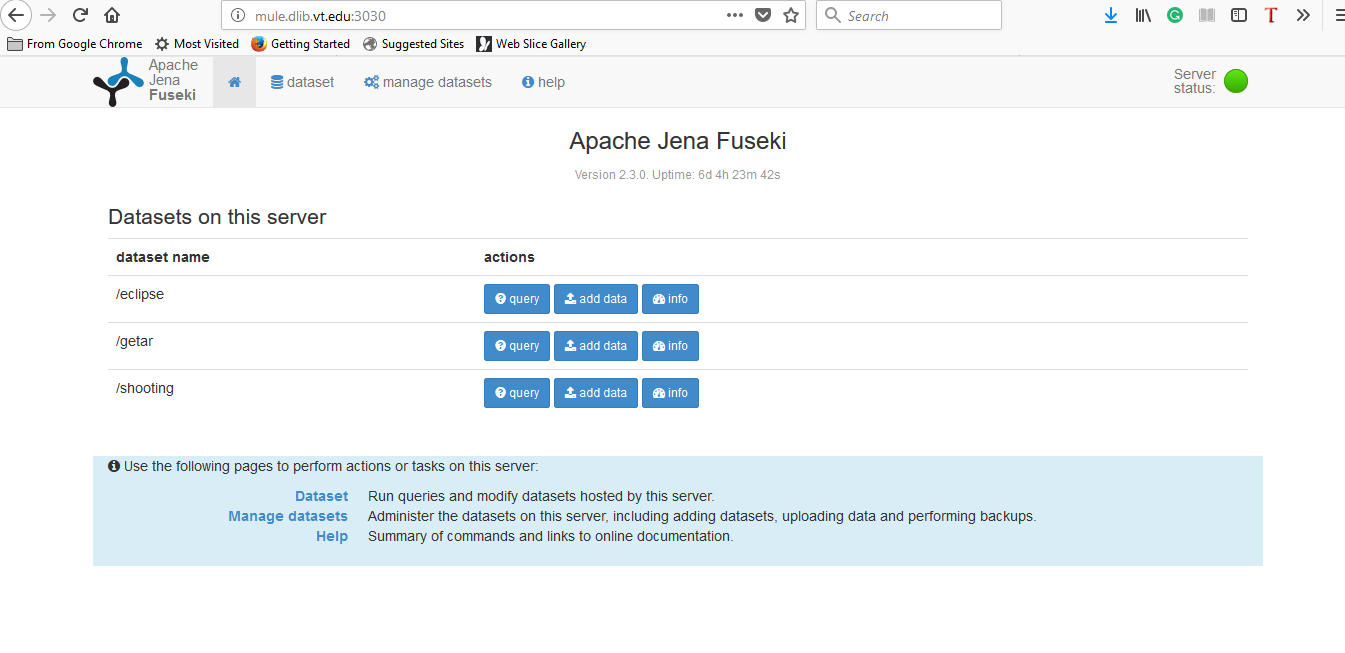 mule.dlib.vt.edu:3030
Search
From Google Chrome Most Visited Getting Started Suggested Sites Web Slice Gallery
Apache
Jena
Fuseki
dataset manage datasets help
Server
status:
Apache Jena Fuseki
Version 2.3.0. Uptime: 6d 4h 23m 42s
Datasets on this server
dataset name actions
/eclipse query add data info
/getar query add data info
/shooting query add data info
Use the following pages to perform actions or tasks on this server:
Dataset Run queries and modify datasets hosted by this server.
Manage datasets Administer the datasets on this server, including adding datasets, uploading data and performing backups.
Help Summary of commands and links to online documentation.